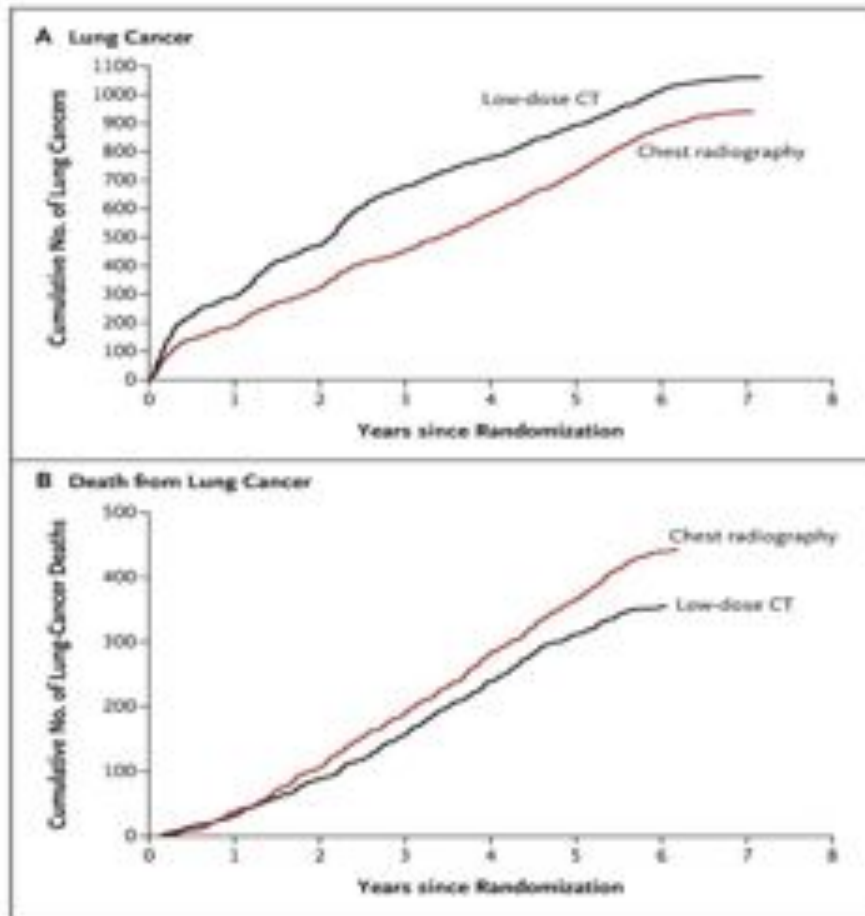 A Lung Cancer
Cumulative No. of Lung Cancers
1100
1000
900
800
700
600
500
400
300
200
100
0
Low-dose CT
Chest radiography
0 1 2 3 4 5 6 7 8
Years since Randomization
B Death from Lung Cancer
Cumulative No. of Lung-Cancer Deaths
500
400
300
200
100
0
Chest radiography
Low-dose CT
0 1 2 3 4 5 6 7 8
Years since Randomization